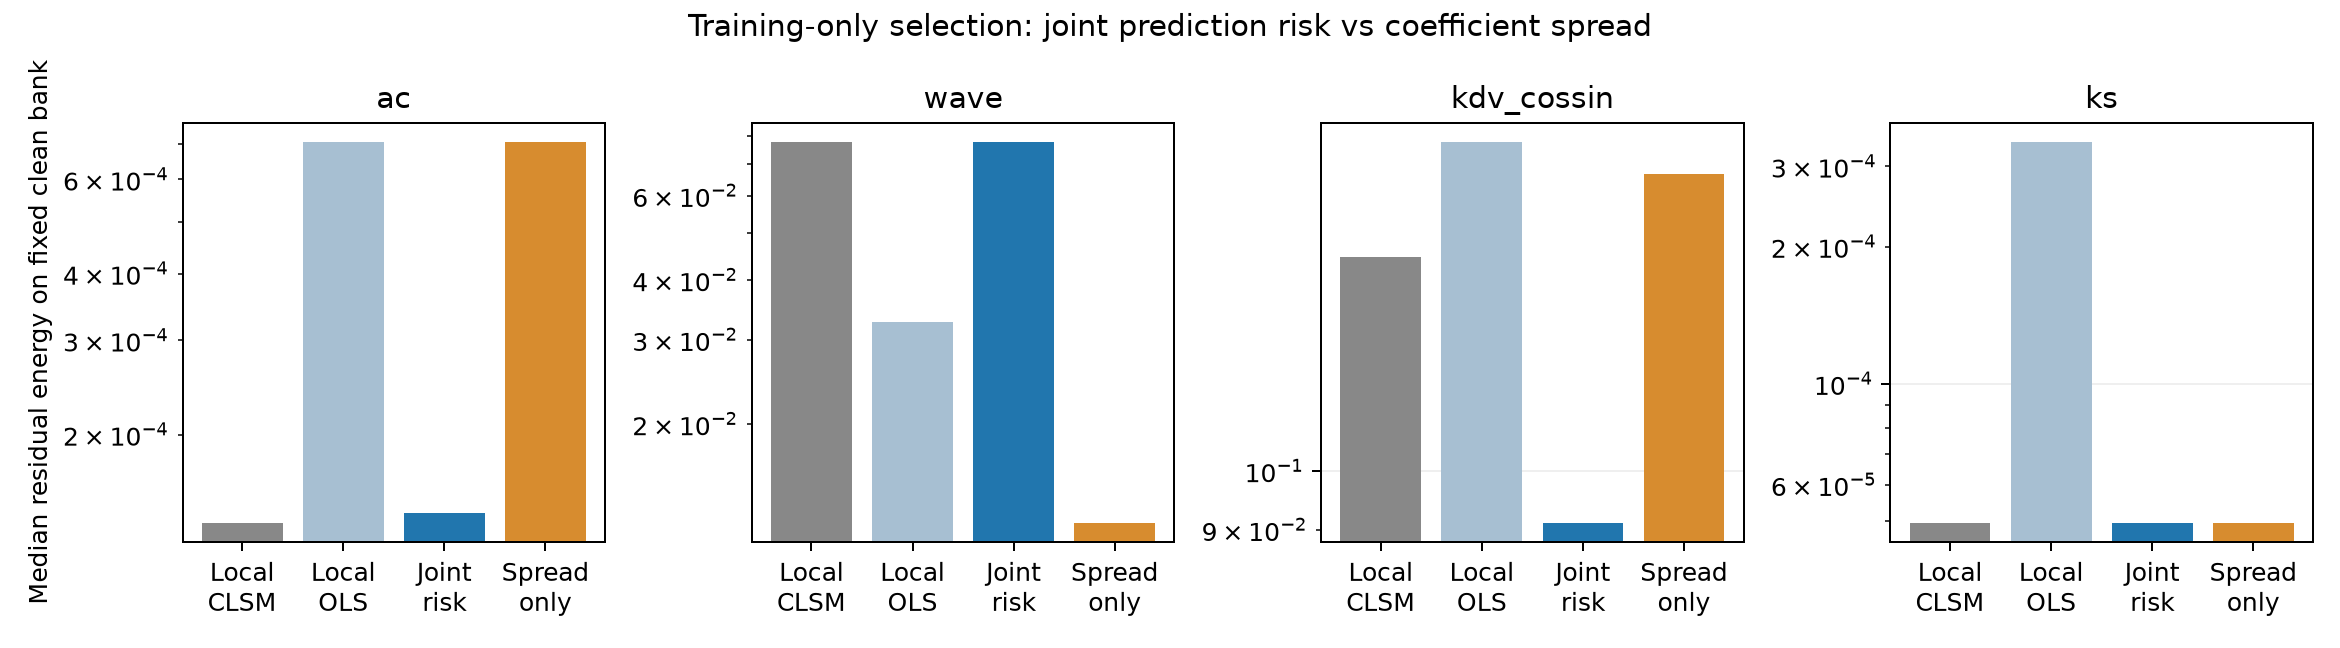 Training-only selection: joint prediction risk vs coefficient spread
Median residual energy on fixed clean bank
ac
6 × 10⁻⁴
4 × 10⁻⁴
3 × 10⁻⁴
2 × 10⁻⁴
Local CLSM
Local OLS
Joint risk
Spread only
wave
6 × 10⁻²
4 × 10⁻²
3 × 10⁻²
2 × 10⁻²
Local CLSM
Local OLS
Joint risk
Spread only
kdv_cossin
10⁻¹
9 × 10⁻²
Local CLSM
Local OLS
Joint risk
Spread only
ks
3 × 10⁻⁴
2 × 10⁻⁴
10⁻⁴
6 × 10⁻⁵
Local CLSM
Local OLS
Joint risk
Spread only